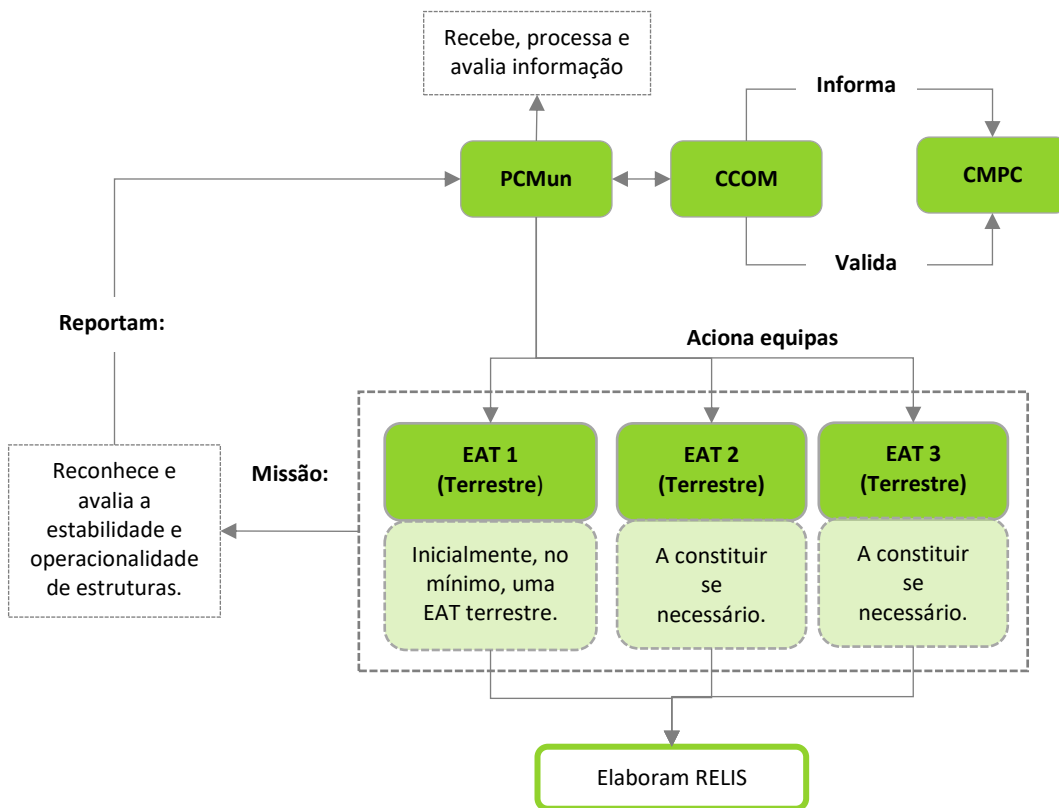 Recebe, processa e
avalia informação
Informa
PCMun
CCOM
CMPC
Valida
Reportam:
Aciona equipas
Missão:
Reconhece e
avalia a
estabilidade e
operacionalidade
de estruturas.
EAT 1
(Terrestre)
EAT 2
(Terrestre)
EAT 3
(Terrestre)
Inicialmente, no
mínimo, uma
EAT terrestre.
A constituir
se
necessário.
A constituir
se
necessário.
Elaboram RELIS